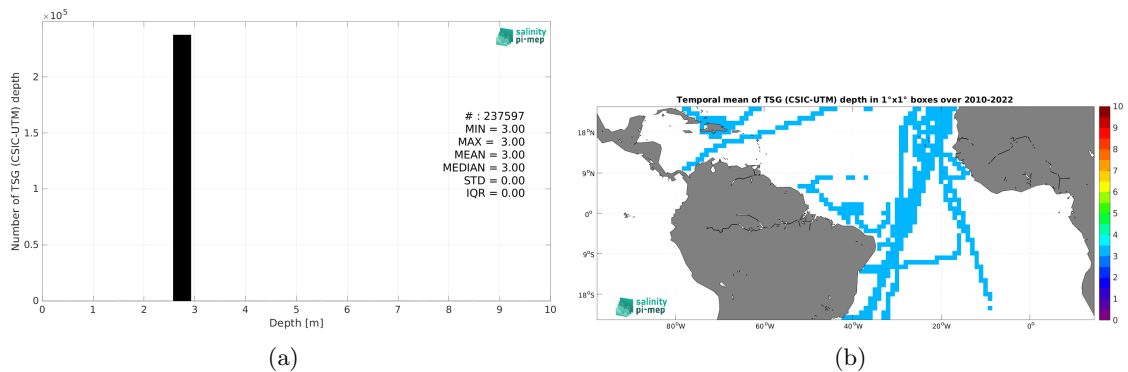 ×10⁵
salinity
pi-mep
2
1.5
1
0.5
0
Number of TSG (CSIC-UTM) depth
# : 237597
MIN = 3.00
MAX = 3.00
MEAN = 3.00
MEDIAN = 3.00
STD = 0.00
IQR = 0.00
0 1 2 3 4 5 6 7 8 9 10
Depth [m]
(a)
Temporal mean of TSG (CSIC-UTM) depth in 1°x1° boxes over 2010-2022
18°N
9°N
0°
9°S
18°S
80°W 60°W 40°W 20°W 0°
salinity
pi-mep
10
9
8
7
6
5
4
3
2
1
0
(b)